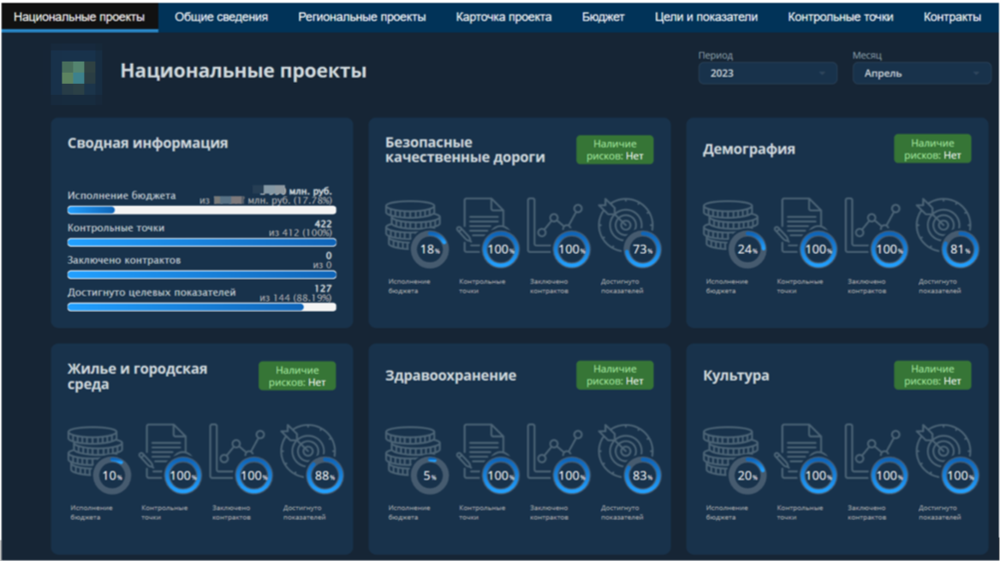 Национальные проекты
Общие сведения
Региональные проекты
Карточка проекта
Бюджет
Цели и показатели
Контрольные точки
Контракты
Национальные проекты
Период
2023
Месяц
Апрель
Сводная информация
Исполнение бюджета
млн. руб.
из млн. руб. (17.78%)
Контрольные точки
422
из 412 (100%)
Заключено контрактов
0
из 0
Достигнуто целевых показателей
127
из 144 (88.19%)
Безопасные
качественные дороги
Наличие
рисков: Нет
18%
100%
100%
73%
Исполнение
бюджета
Контрольные
точки
Заключено
контрактов
Достигнуто
показателей
Демография
Наличие
рисков: Нет
24%
100%
100%
81%
Исполнение
бюджета
Контрольные
точки
Заключено
контрактов
Достигнуто
показателей
Жилье и городская
среда
Наличие
рисков: Нет
10%
100%
100%
88%
Исполнение
бюджета
Контрольные
точки
Заключено
контрактов
Достигнуто
показателей
Здравоохранение
Наличие
рисков: Нет
5%
100%
100%
83%
Исполнение
бюджета
Контрольные
точки
Заключено
контрактов
Достигнуто
показателей
Культура
Наличие
рисков: Нет
20%
100%
100%
100%
Исполнение
бюджета
Контрольные
точки
Заключено
контрактов
Достигнуто
показателей